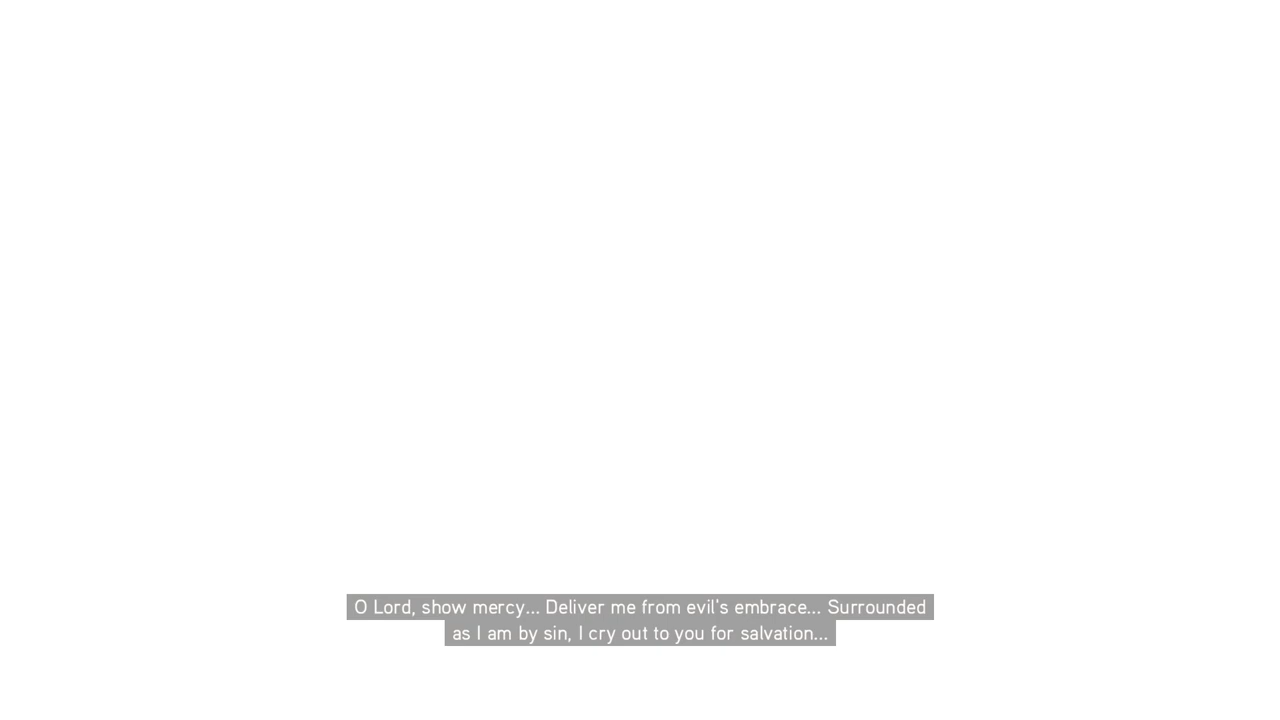 O Lord, show mercy... Deliver me from evil's embrace... Surrounded
as I am by sin, I cry out to you for salvation...